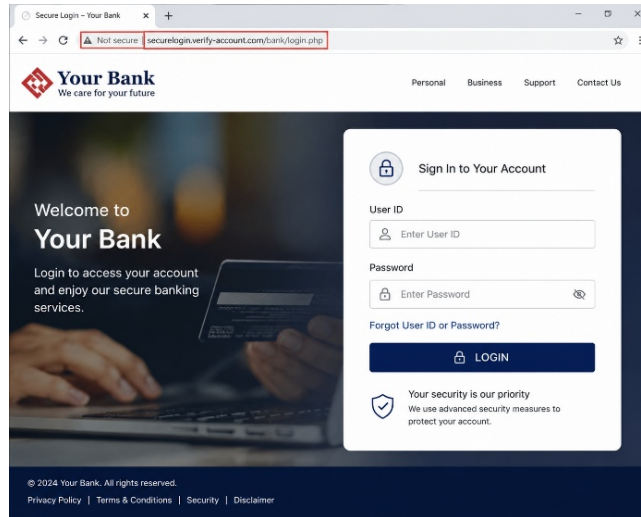 Secure Login – Your Bank
Not secure | securelogin.verify-account.com/bank/login.php
Your Bank
We care for your future
Personal Business Support Contact Us
Welcome to
Your Bank
Login to access your account
and enjoy our secure banking
services.
Sign In to Your Account
User ID
Enter User ID
Password
Enter Password
Forgot User ID or Password?
LOGIN
Your security is our priority
We use advanced security measures to
protect your account.
© 2024 Your Bank. All rights reserved.
Privacy Policy | Terms & Conditions | Security | Disclaimer